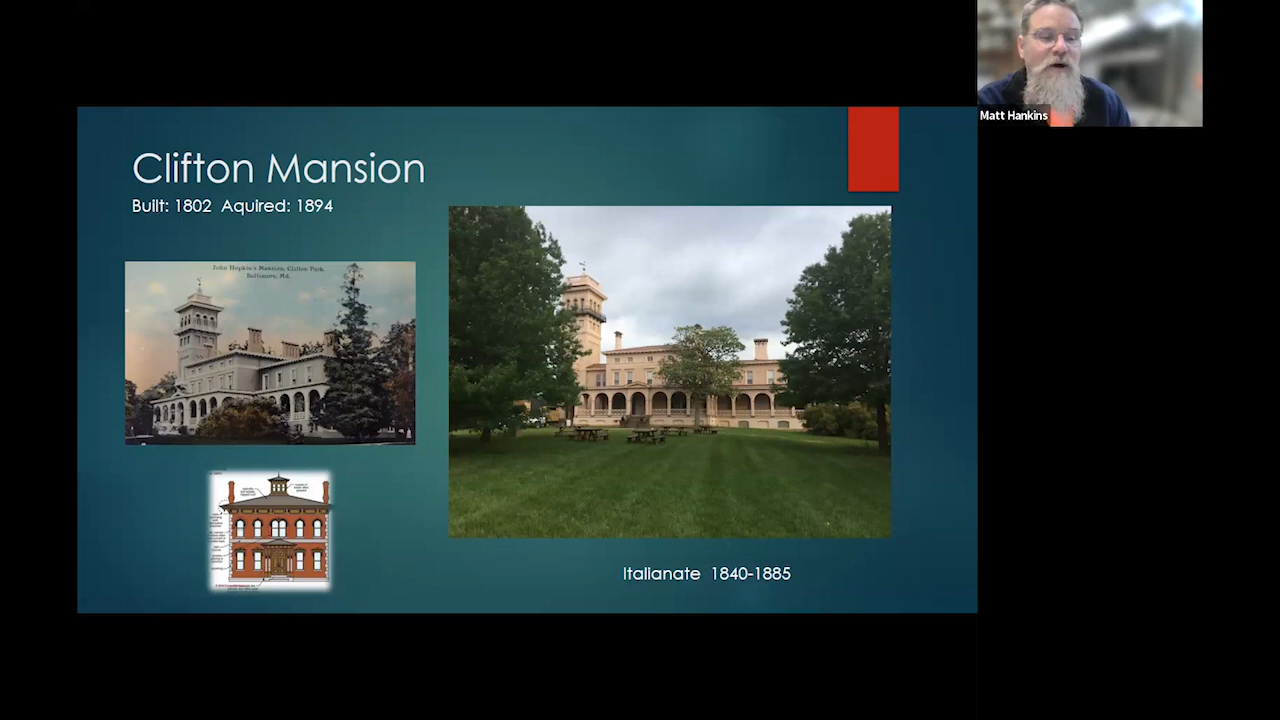 Matt Hankins
Clifton Mansion
Built: 1802 Aquired: 1894
John Hopkin's Mansion, Clifton Park,
Baltimore, Md.
Italianate 1840-1885